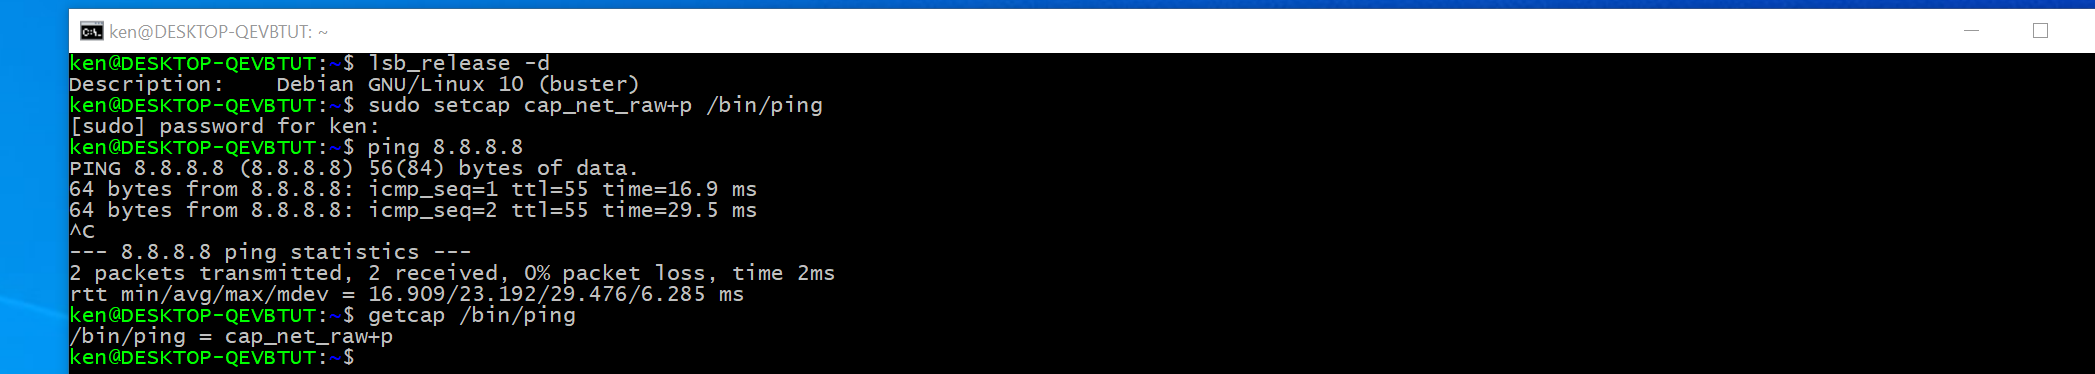 ken@DESKTOP-QEVBTUT: ~
ken@DESKTOP-QEVBTUT:~$ lsb_release -d
Description:    Debian GNU/Linux 10 (buster)
ken@DESKTOP-QEVBTUT:~$ sudo setcap cap_net_raw+p /bin/ping
[sudo] password for ken:
ken@DESKTOP-QEVBTUT:~$ ping 8.8.8.8
PING 8.8.8.8 (8.8.8.8) 56(84) bytes of data.
64 bytes from 8.8.8.8: icmp_seq=1 ttl=55 time=16.9 ms
64 bytes from 8.8.8.8: icmp_seq=2 ttl=55 time=29.5 ms
^C
--- 8.8.8.8 ping statistics ---
2 packets transmitted, 2 received, 0% packet loss, time 2ms
rtt min/avg/max/mdev = 16.909/23.192/29.476/6.285 ms
ken@DESKTOP-QEVBTUT:~$ getcap /bin/ping
/bin/ping = cap_net_raw+p
ken@DESKTOP-QEVBTUT:~$